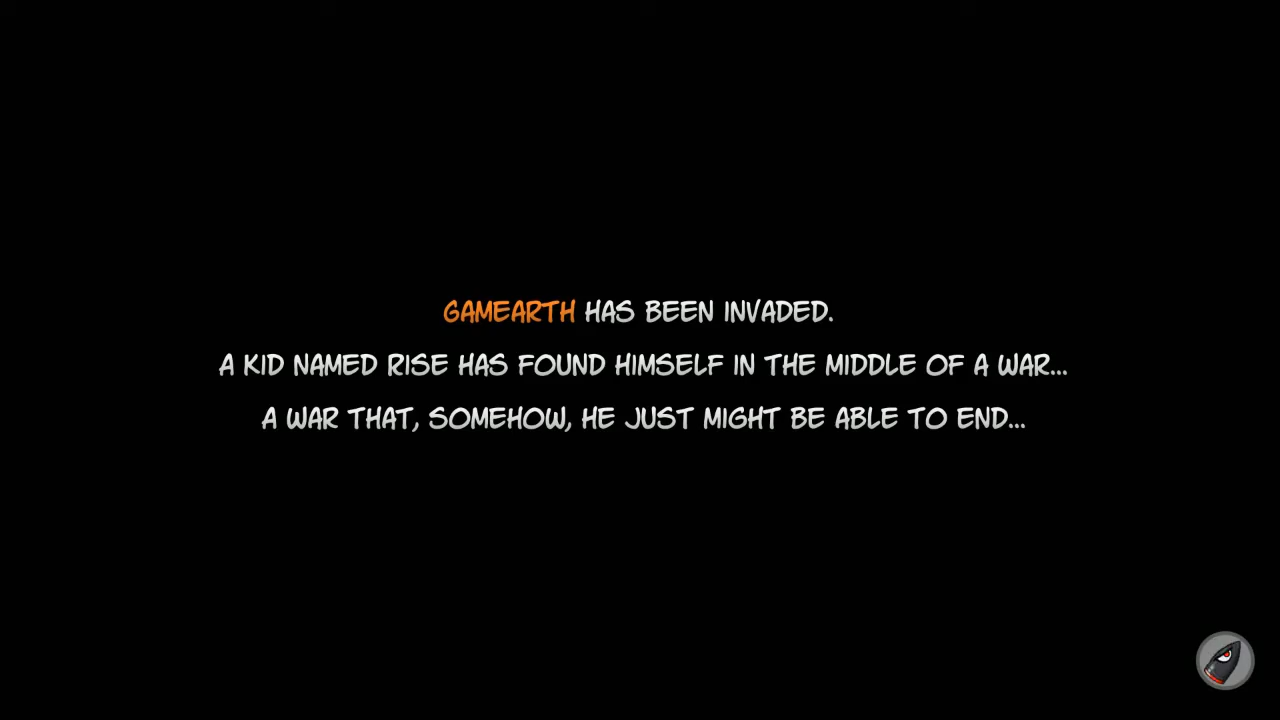 GAMEARTH HAS BEEN INVADED.
A KID NAMED RISE HAS FOUND HIMSELF IN THE MIDDLE OF A WAR...
A WAR THAT, SOMEHOW, HE JUST MIGHT BE ABLE TO END...